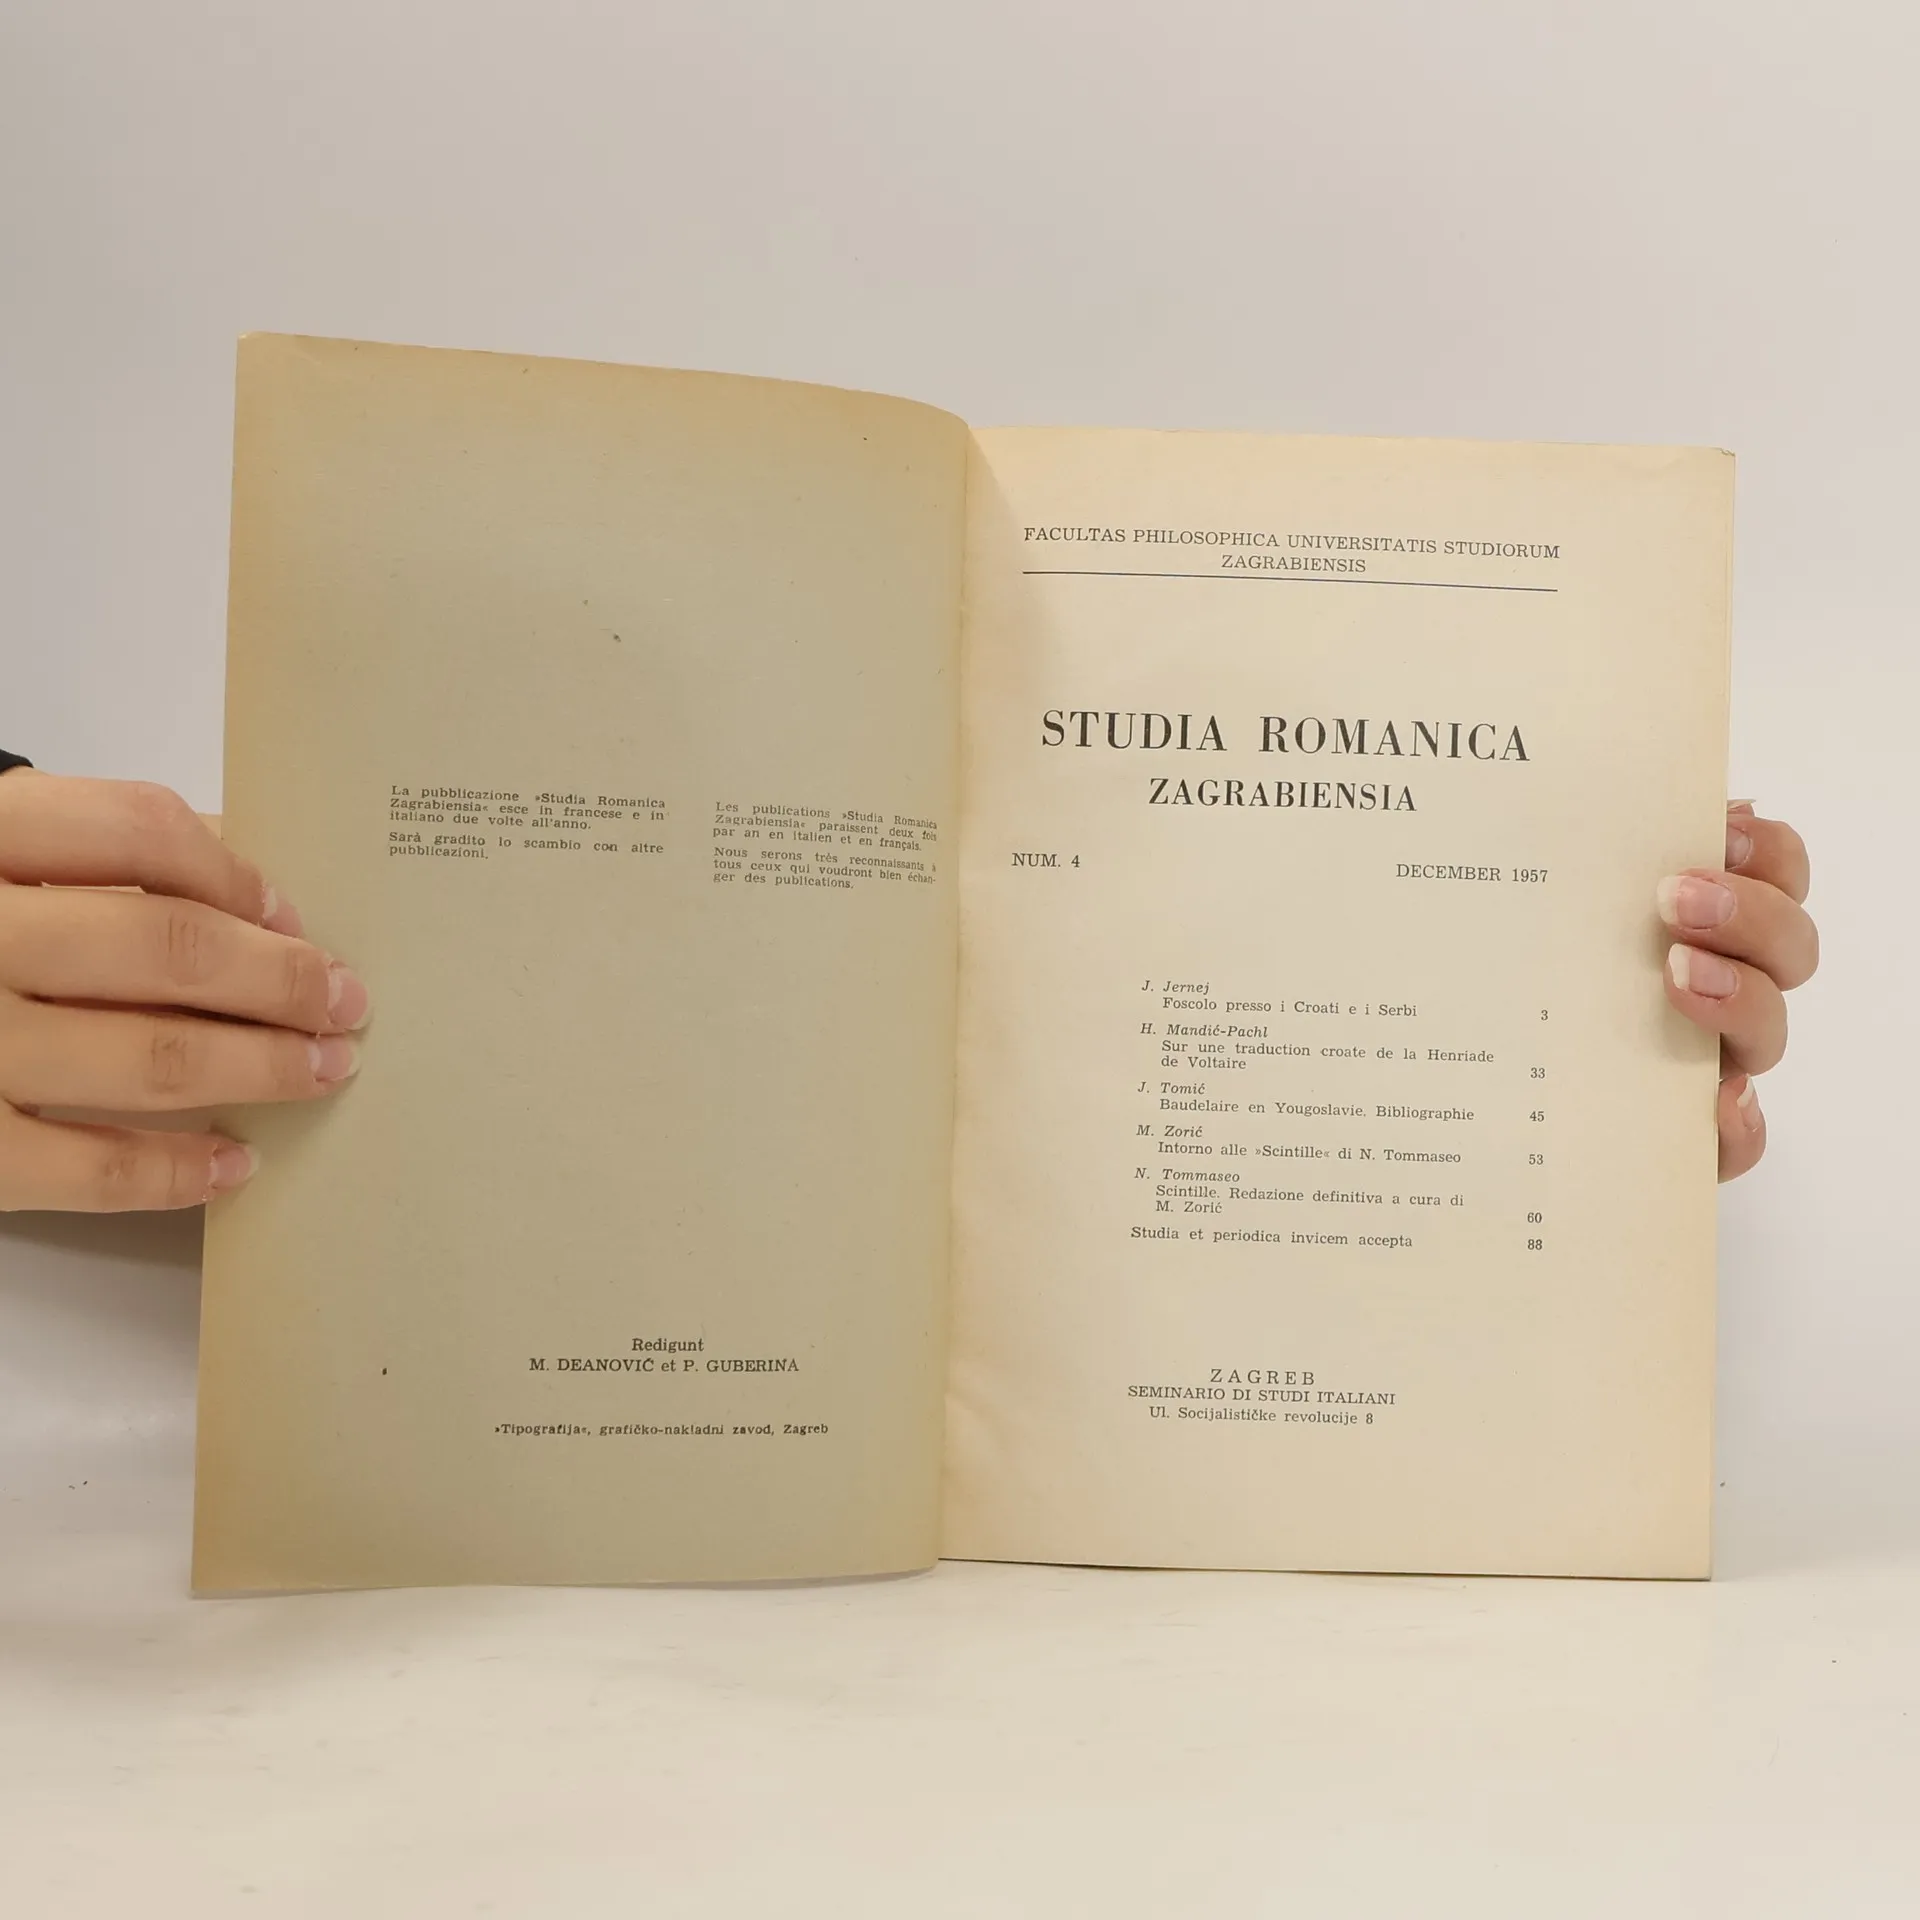 La pubblicazione »Studia Romanica
Zagrabiensia« esce in francese e in
italiano due volte all'anno.
Sarà gradito lo scambio con altre
pubblicazioni.
Les publications »Studia Romanica
Zagrabiensia« paraissent deux fois
par an en italien et en français.
Nous serons très reconnaissants à
tous ceux qui voudront bien échan-
ger des publications.
Redigunt
M. DEANOVIĆ et P. GUBERINA
»Tipografija«, grafičko-nakladni zavod, Zagreb
FACULTAS PHILOSOPHICA UNIVERSITATIS STUDIORUM
ZAGRABIENSIS
STUDIA ROMANICA
ZAGRABIENSIA
NUM. 4 DECEMBER 1957
J. Jernej
Foscolo presso i Croati e i Serbi 3
H. Mandić-Pachl
Sur une traduction croate de la Henriade
de Voltaire 33
J. Tomić
Baudelaire en Yougoslavie. Bibliographie 45
M. Zorić
Intorno alle »Scintille« di N. Tommaseo 53
N. Tommaseo
Scintille. Redazione definitiva a cura di
M. Zorić 60
Studia et periodica invicem accepta 88
ZAGREB
SEMINARIO DI STUDI ITALIANI
Ul. Socijalističke revolucije 8